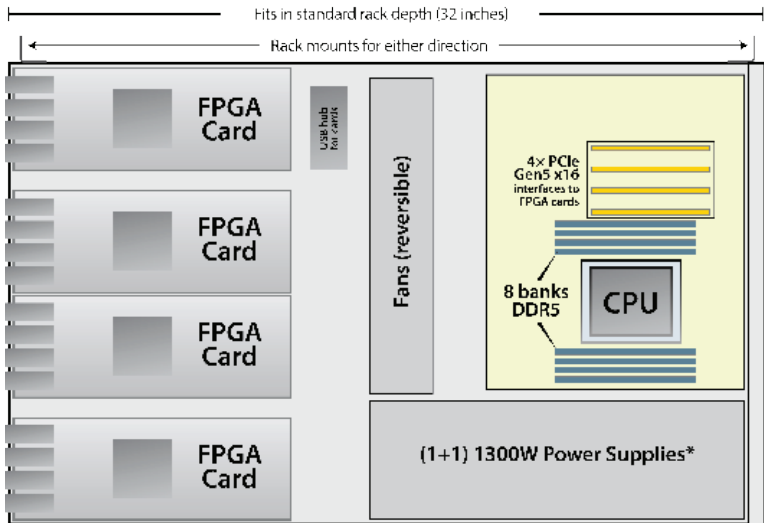 Fits in standard rack depth (32 inches)
Rack mounts for either direction
FPGA
Card
USB hub
for cards
FPGA
Card
FPGA
Card
FPGA
Card
Fans (reversible)
4× PCIe
Gen5 x16
interfaces to
FPGA cards
8 banks
DDR5
CPU
(1+1) 1300W Power Supplies*